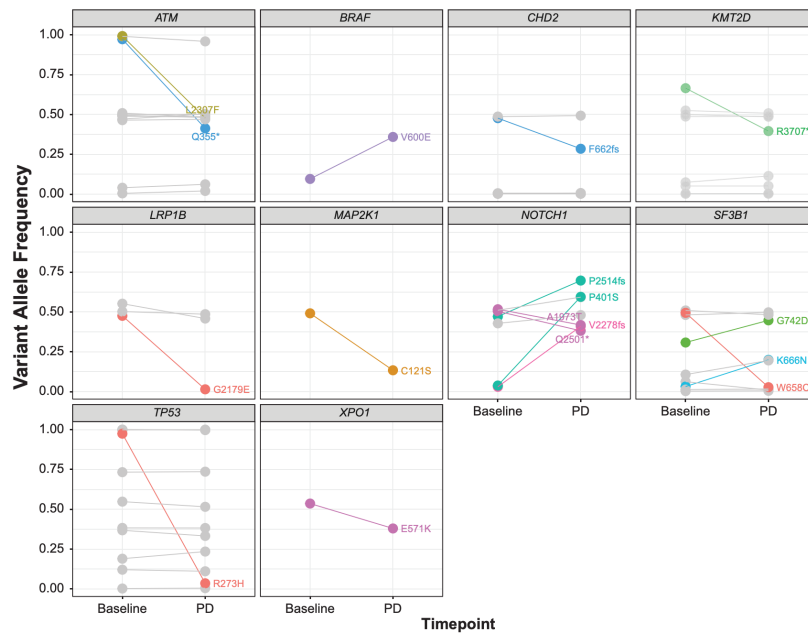 ATM BRAF CHD2 KMT2D
1.00
0.75
0.50
0.25
0.00
L2307F
Q355*
V600E
F662fs
R3707*
LRP1B MAP2K1 NOTCH1 SF3B1
1.00
0.75
0.50
0.25
0.00
G2179E
C121S
P2514fs
P401S
A1973T
V2278fs
Q2501*
G742D
K666N
W658C
Baseline PD Baseline PD
TP53 XPO1
1.00
0.75
0.50
0.25
0.00
R273H
E571K
Baseline PD Baseline PD
Timepoint
Variant Allele Frequency